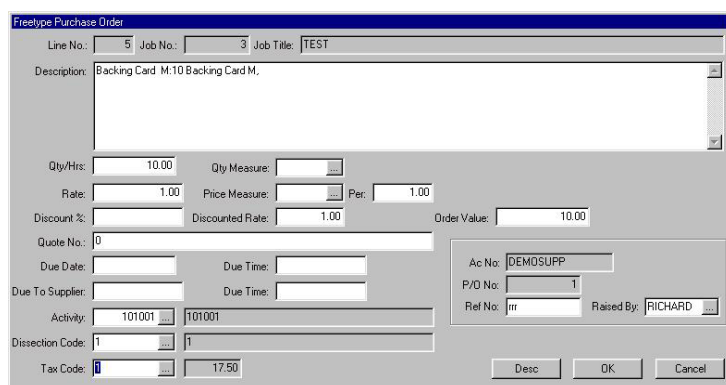 Freetype Purchase Order
Line No.: 5 Job No.: 3 Job Title: TEST
Description: Backing Card M:10 Backing Card M,
Qty/Hrs: 10.00 Qty Measure: ...
Rate: 1.00 Price Measure: ... Per: 1.00
Discount %: Discounted Rate: 1.00 Order Value: 10.00
Quote No.: 0
Due Date: Due Time: Ac No: DEMOSUPP
P/O No: 1
Due To Supplier: Due Time: Ref No: rrr Raised By: RICHARD ...
Activity: 101001 ... 101001
Dissection Code: 1 ... 1
Tax Code: 1 ... 17.50 Desc OK Cancel